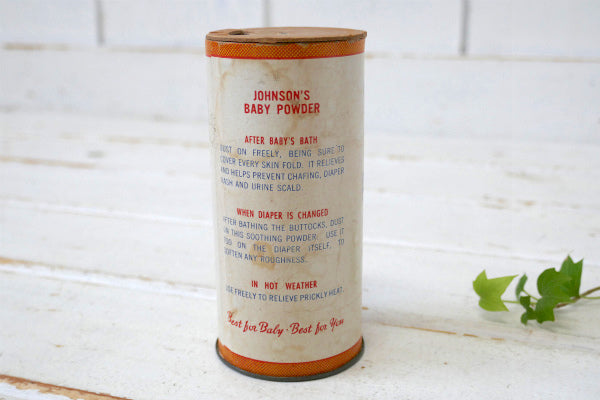 JOHNSON'S
BABY POWDER
AFTER BABY'S BATH
DUST ON FREELY, BEING SURE TO
COVER EVERY SKIN FOLD. IT RELIEVES
AND HELPS PREVENT CHAFING, DIAPER
RASH AND URINE SCALD.
WHEN DIAPER IS CHANGED
AFTER BATHING THE BUTTOCKS, DUST
ON THIS SOOTHING POWDER. USE IT
TOO ON THE DIAPER ITSELF, TO
SOFTEN ANY ROUGHNESS.
IN HOT WEATHER
USE FREELY TO RELIEVE PRICKLY HEAT.
Best for Baby - Best for You